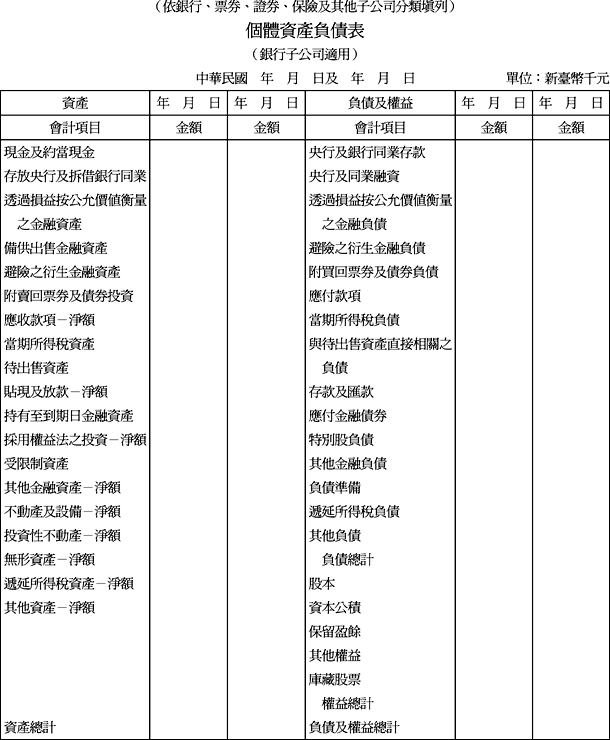 （依銀行、票券、證券、保險及其他子公司分類填列）
個體資產負債表
（銀行子公司適用）
中華民國　年　月　日及　年　月　日　單位：新臺幣千元
資產　年　月　日　年　月　日　負債及權益　年　月　日　年　月　日
會計項目　金額　金額　會計項目　金額　金額
現金及約當現金　央行及銀行同業存款
存放央行及拆借銀行同業　央行及同業融資
透過損益按公允價值衡量　透過損益按公允價值衡量
之金融資產　之金融負債
備供出售金融資產　避險之衍生金融負債
避險之衍生金融資產　附買回票券及債券負債
附賣回票券及債券投資　應付款項
應收款項－淨額　當期所得稅負債
當期所得稅資產　與待出售資產直接相關之
待出售資產　負債
貼現及放款－淨額　存款及匯款
持有至到期日金融資產　應付金融債券
採用權益法之投資－淨額　特別股負債
受限制資產　其他金融負債
其他金融資產－淨額　負債準備
不動產及設備－淨額　遞延所得稅負債
投資性不動產－淨額　其他負債
無形資產－淨額　負債總計
遞延所得稅資產－淨額　股本
其他資產－淨額　資本公積
保留盈餘
其他權益
庫藏股票
權益總計
資產總計　負債及權益總計